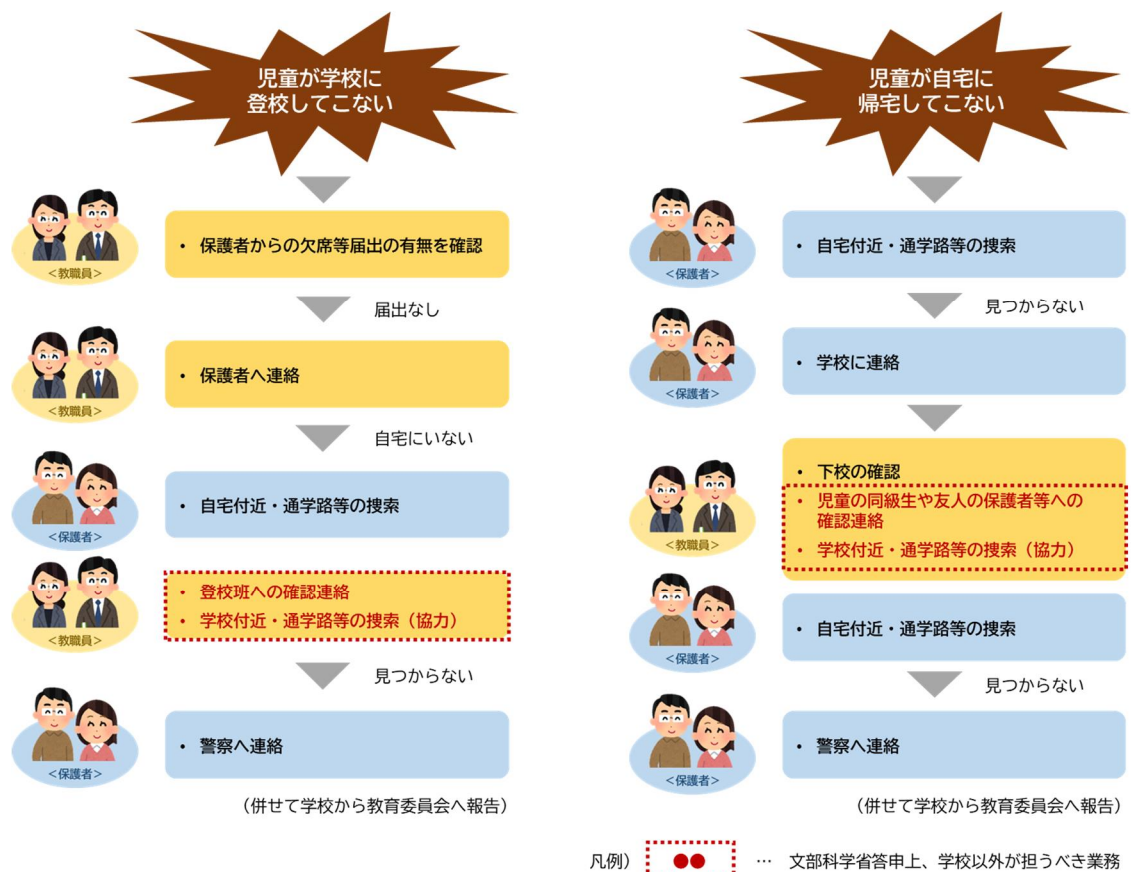 児童が学校に
登校してこない
<教職員>
・ 保護者からの欠席等届出の有無を確認
届出なし
<教職員>
・ 保護者へ連絡
自宅にいない
<保護者>
・ 自宅付近・通学路等の捜索
<教職員>
・ 登校班への確認連絡
・ 学校付近・通学路等の捜索（協力）
見つからない
<保護者>
・ 警察へ連絡
（併せて学校から教育委員会へ報告）
児童が自宅に
帰宅してこない
<保護者>
・ 自宅付近・通学路等の捜索
見つからない
<保護者>
・ 学校に連絡
<教職員>
・ 下校の確認
・ 児童の同級生や友人の保護者等への
確認連絡
・ 学校付近・通学路等の捜索（協力）
<保護者>
・ 自宅付近・通学路等の捜索
見つからない
<保護者>
・ 警察へ連絡
（併せて学校から教育委員会へ報告）
凡例） ●● … 文部科学省答申上、学校以外が担うべき業務